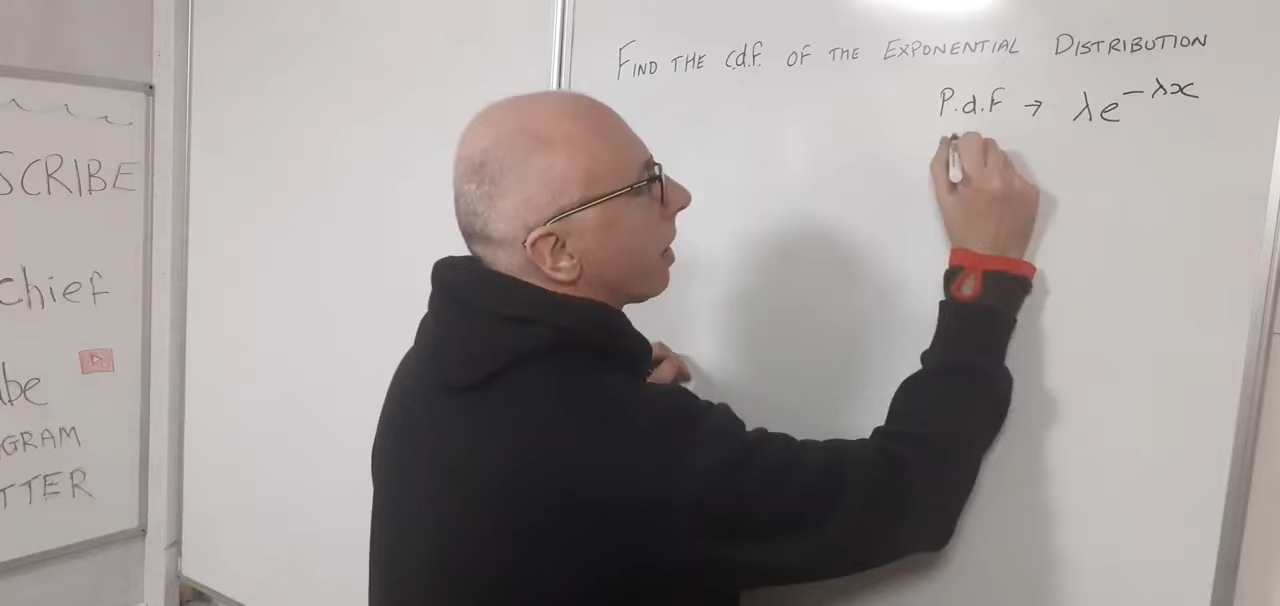 FIND THE c.d.f. OF THE EXPONENTIAL DISTRIBUTION
P.d.F → λe^{-λx}
SCRIBE
chief
be
GRAM
TTER